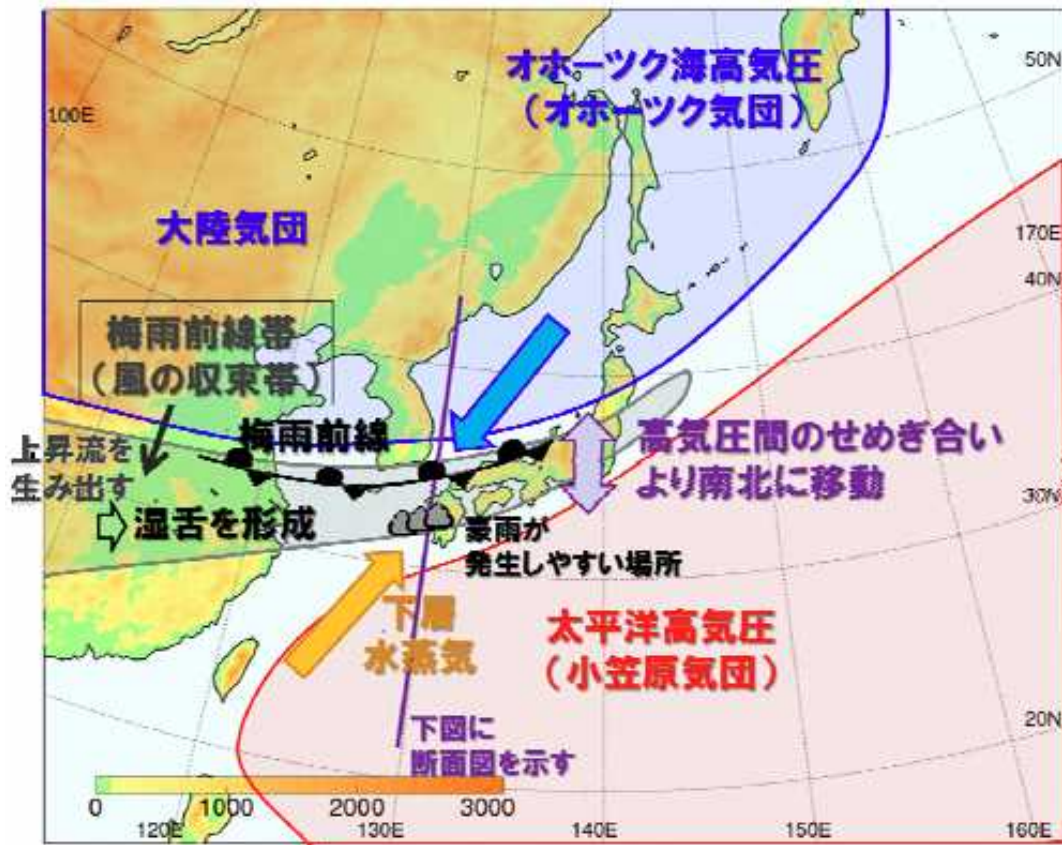 オホーツク海高気圧
（オホーツク気団）
50N
100E
大陸気団
170E
40N
梅雨前線帯
（風の収束帯）
梅雨前線
高気圧間のせめぎ合い
より南北に移動
上昇流を
生み出す
湿舌を形成
30N
豪雨が
発生しやすい場所
下層
水蒸気
太平洋高気圧
（小笠原気団）
20N
下図に
断面図を示す
0 1000 2000 3000
120E 130E 140E 150E 160E